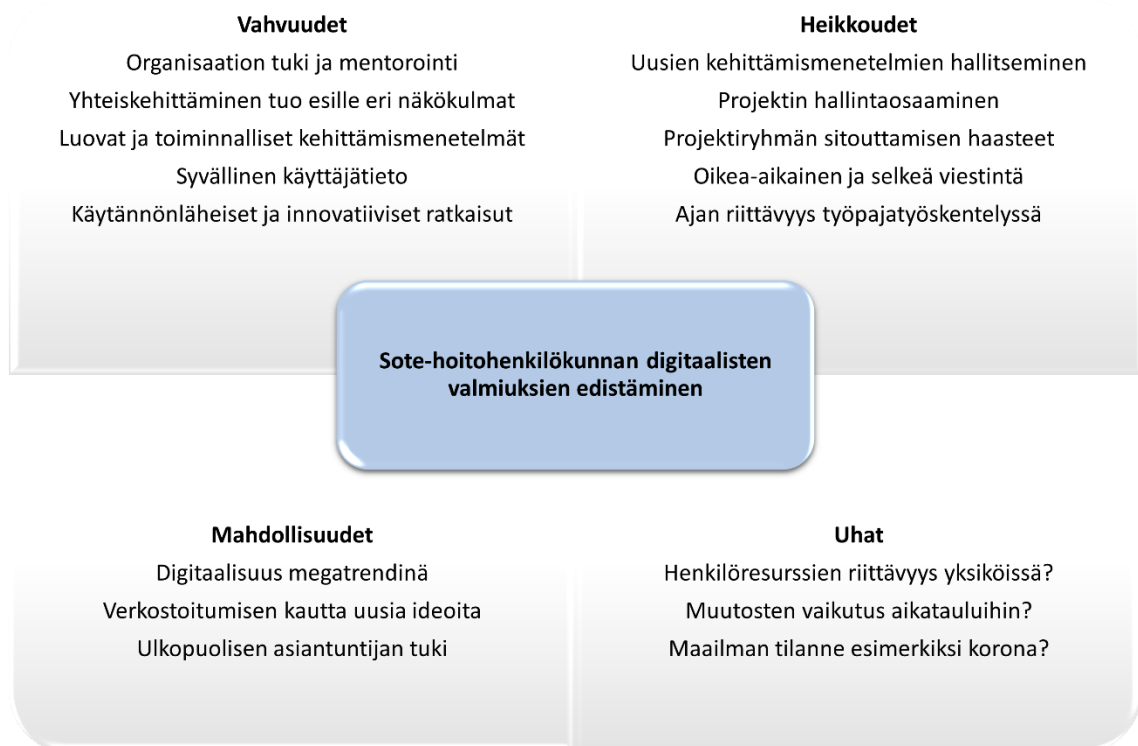 Vahvuudet
Organisaation tuki ja mentorointi
Yhteiskehittäminen tuo esille eri näkökulmat
Luovat ja toiminnalliset kehittämismenetelmät
Syvällinen käyttäjätieto
Käytännönläheiset ja innovatiiviset ratkaisut
Heikkoudet
Uusien kehittämismenetelmien hallitseminen
Projektin hallintaosaaminen
Projektiryhmän sitouttamisen haasteet
Oikea-aikainen ja selkeä viestintä
Ajan riittävyys työpajatyöskentelyssä
Sote-hoitohenkilökunnan digitaalisten
valmiuksien edistäminen
Mahdollisuudet
Digitaalisuus megatrendinä
Verkostoitumisen kautta uusia ideoita
Ulkopuolisen asiantuntijan tuki
Uhat
Henkilöresurssien riittävyys yksiköissä?
Muutosten vaikutus aikatauluihin?
Maailman tilanne esimerkiksi korona?